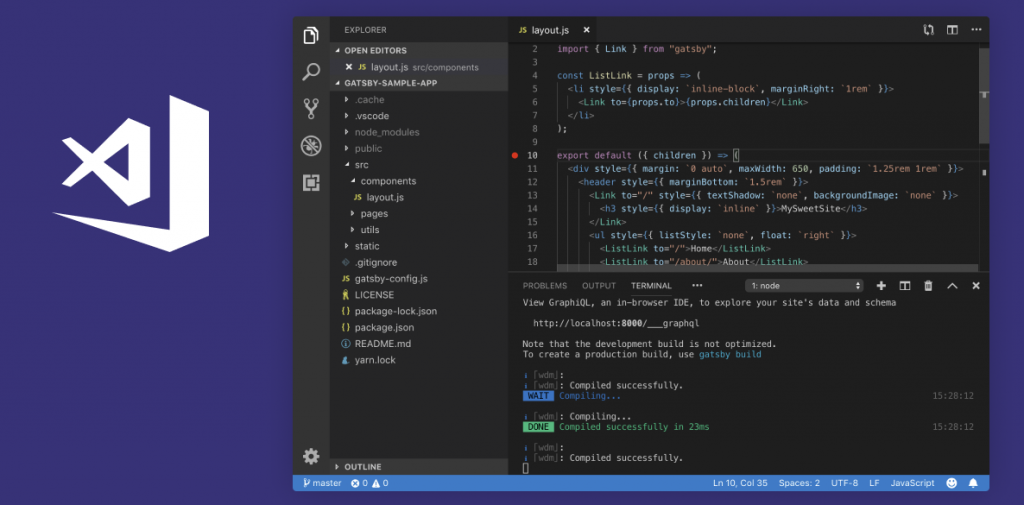 EXPLORER
OPEN EDITORS
JS layout.js src/components
GATSBY-SAMPLE-APP
.cache
.vscode
node_modules
public
src
components
JS layout.js
pages
utils
static
.gitignore
JS gatsby-config.js
LICENSE
{ } package-lock.json
{ } package.json
README.md
yarn.lock
OUTLINE
JS layout.js
2 import { Link } from "gatsby";
3
4 const ListLink = props => (
5 <li style={{ display: `inline-block`, marginRight: `1rem` }}>
6 <Link to={props.to}>{props.children}</Link>
7 </li>
8 );
9
10 export default ({ children }) => (
11 <div style={{ margin: `0 auto`, maxWidth: 650, padding: `1.25rem 1rem` }}>
12 <header style={{ marginBottom: `1.5rem` }}>
13 <Link to="/" style={{ textShadow: `none`, backgroundImage: `none` }}>
14 <h3 style={{ display: `inline` }}>MySweetSite</h3>
15 </Link>
16 <ul style={{ listStyle: `none`, float: `right` }}>
17 <ListLink to="/">Home</ListLink>
18 <ListLink to="/about/">About</ListLink>
PROBLEMS OUTPUT TERMINAL ••• 1: node
View GraphiQL, an in-browser IDE, to explore your site's data and schema
http://localhost:8000/___graphql
Note that the development build is not optimized.
To create a production build, use gatsby build
ℹ ｢wdm｣:
ℹ ｢wdm｣: Compiled successfully.
WAIT Compiling... 15:28:12
ℹ ｢wdm｣: Compiling...
DONE Compiled successfully in 23ms 15:28:12
ℹ ｢wdm｣:
ℹ ｢wdm｣: Compiled successfully.
master 0 0 Ln 10, Col 35 Spaces: 2 UTF-8 LF JavaScript